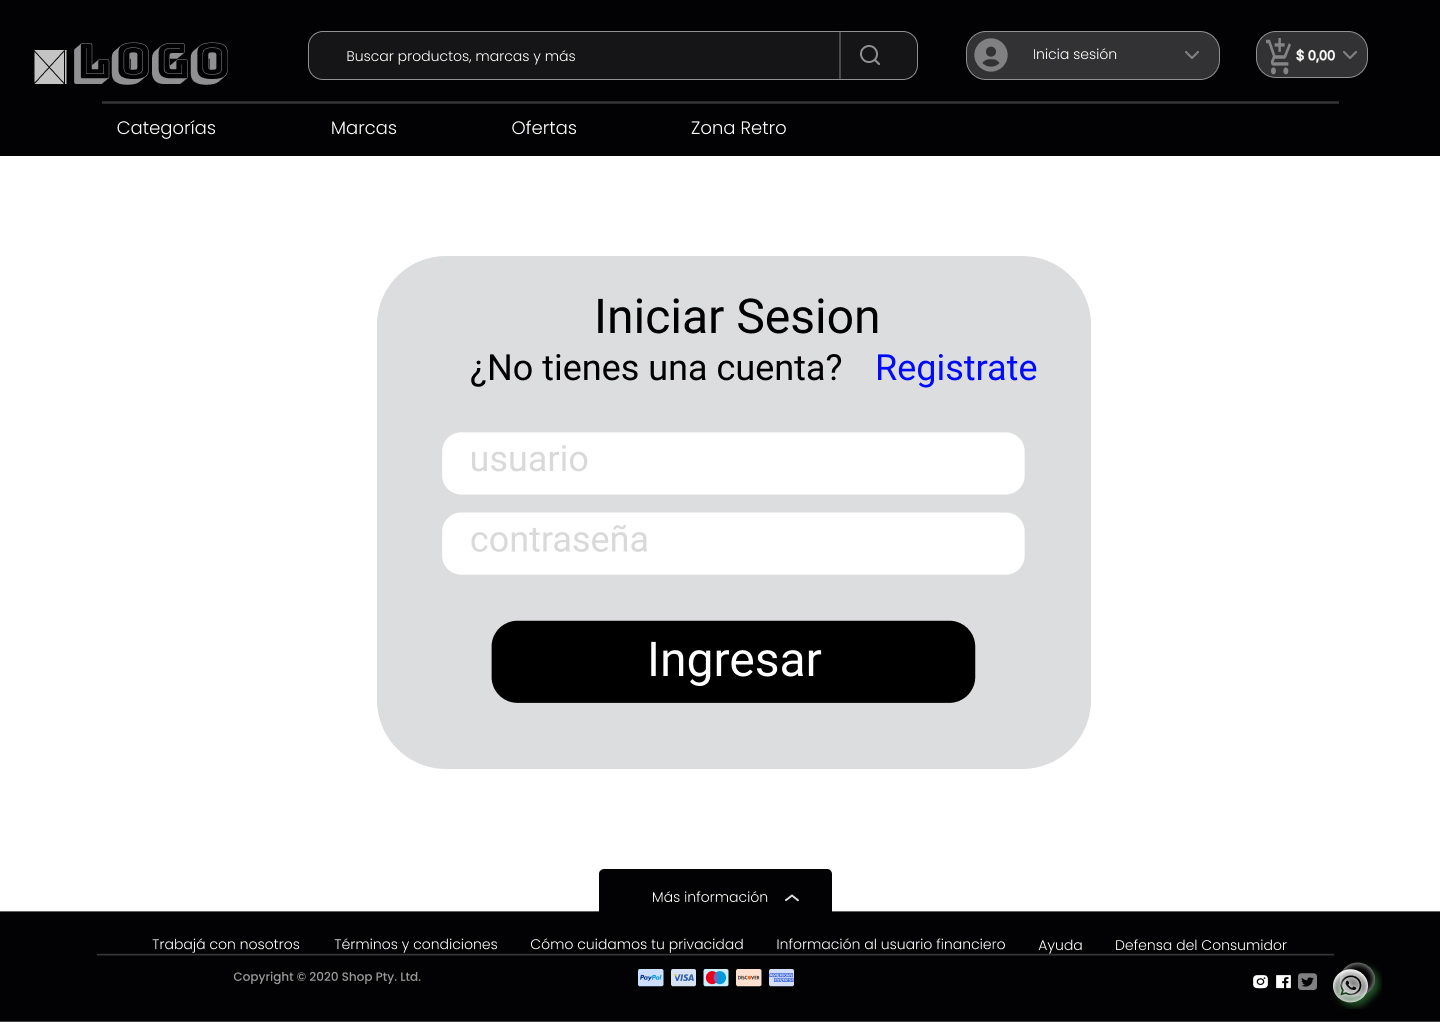 LOGO
Buscar productos, marcas y más
Inicia sesión
$ 0,00
Categorías Marcas Ofertas Zona Retro
Iniciar Sesion
¿No tienes una cuenta? Registrate
usuario
contraseña
Ingresar
Más información
Trabajá con nosotros Términos y condiciones Cómo cuidamos tu privacidad Información al usuario financiero Ayuda Defensa del Consumidor
Copyright © 2020 Shop Pty. Ltd.
PayPal VISA DISCOVER AMERICAN EXPRESS